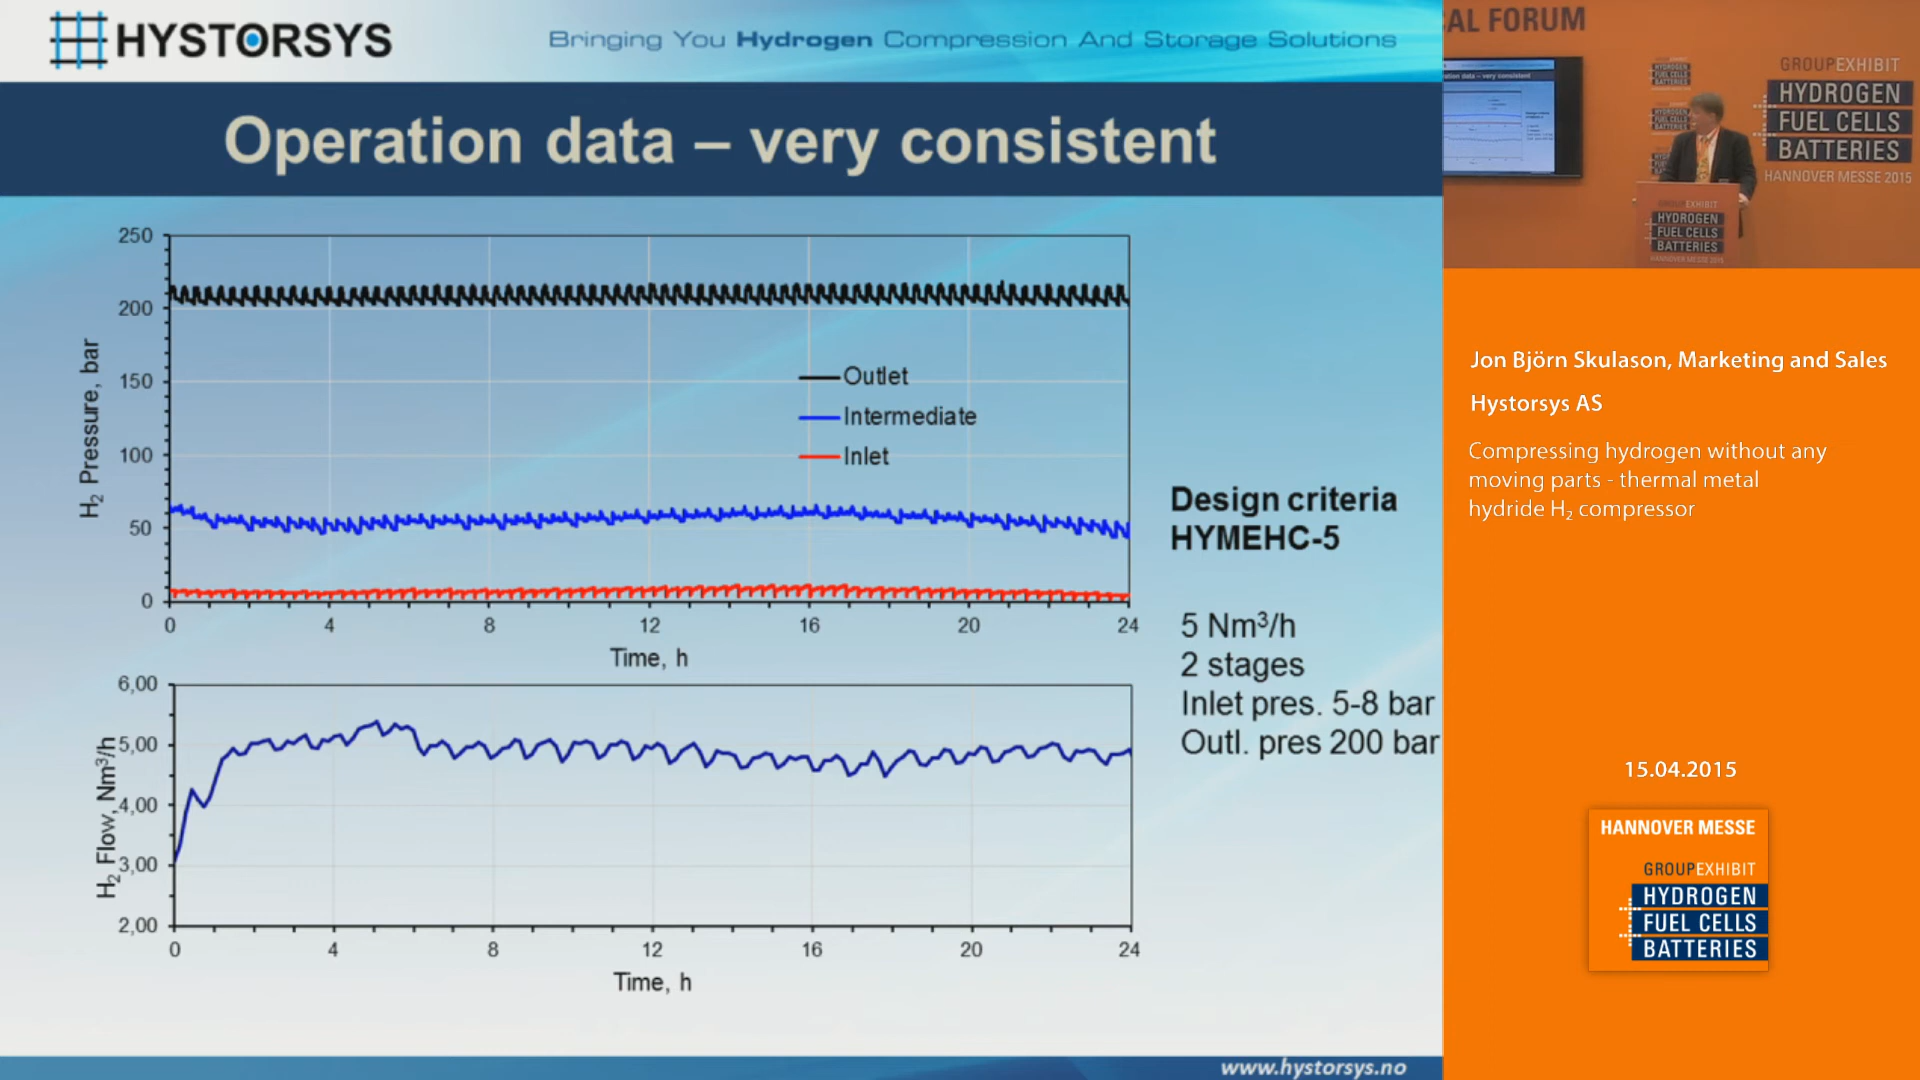 HYSTORSYS
Bringing You Hydrogen Compression And Storage Solutions
Operation data – very consistent
250
200
150
100
50
0
H₂ Pressure, bar
Outlet
Intermediate
Inlet
0 4 8 12 16 20 24
Time, h
6,00
5,00
4,00
3,00
2,00
H₂ Flow, Nm³/h
0 4 8 12 16 20 24
Time, h
Design criteria
HYMEHC-5
5 Nm³/h
2 stages
Inlet pres. 5-8 bar
Outl. pres 200 bar
www.hystorsys.no
CAL FORUM
GROUPEXHIBIT
HYDROGEN
FUEL CELLS
BATTERIES
HANNOVER MESSE 2015
GROUPEXHIBIT
HYDROGEN
FUEL CELLS
BATTERIES
HANNOVER MESSE 2015
Jon Björn Skulason, Marketing and Sales
Hystorsys AS
Compressing hydrogen without any
moving parts - thermal metal
hydride H₂ compressor
15.04.2015
HANNOVER MESSE
GROUPEXHIBIT
HYDROGEN
FUEL CELLS
BATTERIES